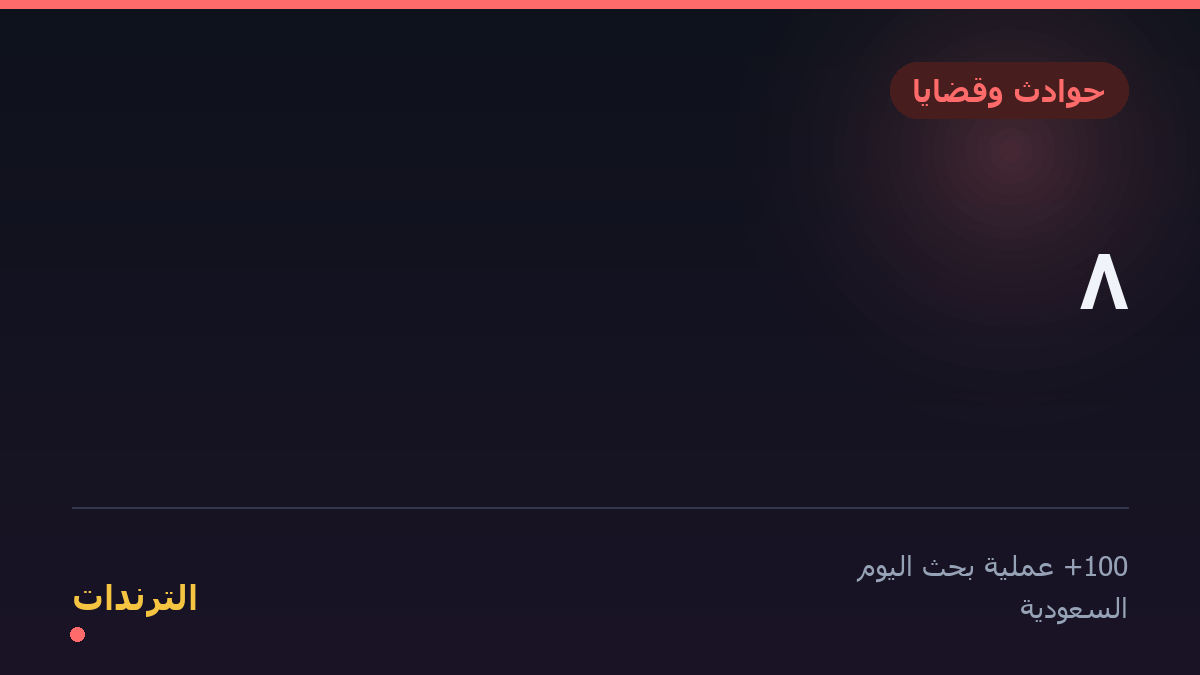 حوادث وقضايا
٨
100+ عملية بحث اليوم
السعودية
الترندات